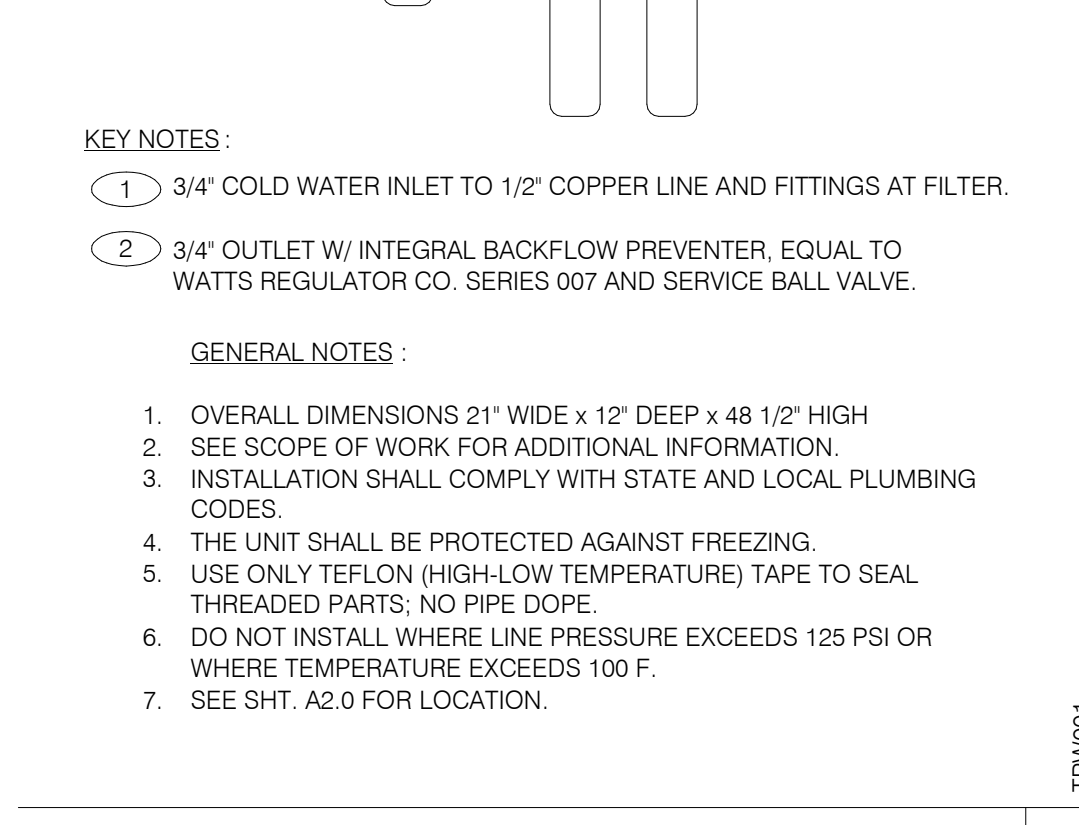 KEY NOTES :
1 3/4" COLD WATER INLET TO 1/2" COPPER LINE AND FITTINGS AT FILTER.
2 3/4" OUTLET W/ INTEGRAL BACKFLOW PREVENTER, EQUAL TO
WATTS REGULATOR CO. SERIES 007 AND SERVICE BALL VALVE.
GENERAL NOTES :
1. OVERALL DIMENSIONS 21" WIDE x 12" DEEP x 48 1/2" HIGH
2. SEE SCOPE OF WORK FOR ADDITIONAL INFORMATION.
3. INSTALLATION SHALL COMPLY WITH STATE AND LOCAL PLUMBING
CODES.
4. THE UNIT SHALL BE PROTECTED AGAINST FREEZING.
5. USE ONLY TEFLON (HIGH-LOW TEMPERATURE) TAPE TO SEAL
THREADED PARTS; NO PIPE DOPE.
6. DO NOT INSTALL WHERE LINE PRESSURE EXCEEDS 125 PSI OR
WHERE TEMPERATURE EXCEEDS 100 F.
7. SEE SHT. A2.0 FOR LOCATION.